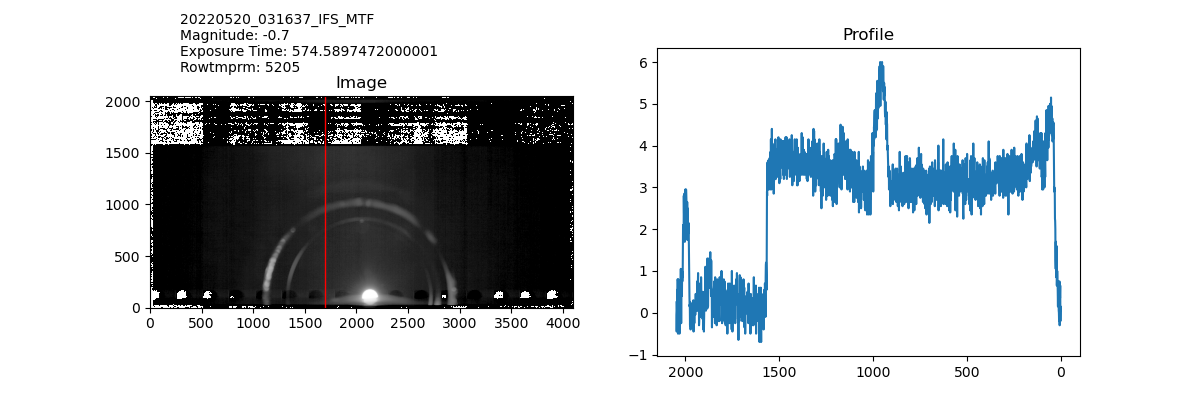 20220520_031637_IFS_MTF
Magnitude: -0.7
Exposure Time: 574.5897472000001
Rowtmprm: 5205
Image
2000
1500
1000
500
0
0 500 1000 1500 2000 2500 3000 3500 4000
Profile
6
5
4
3
2
1
0
−1
2000 1500 1000 500 0